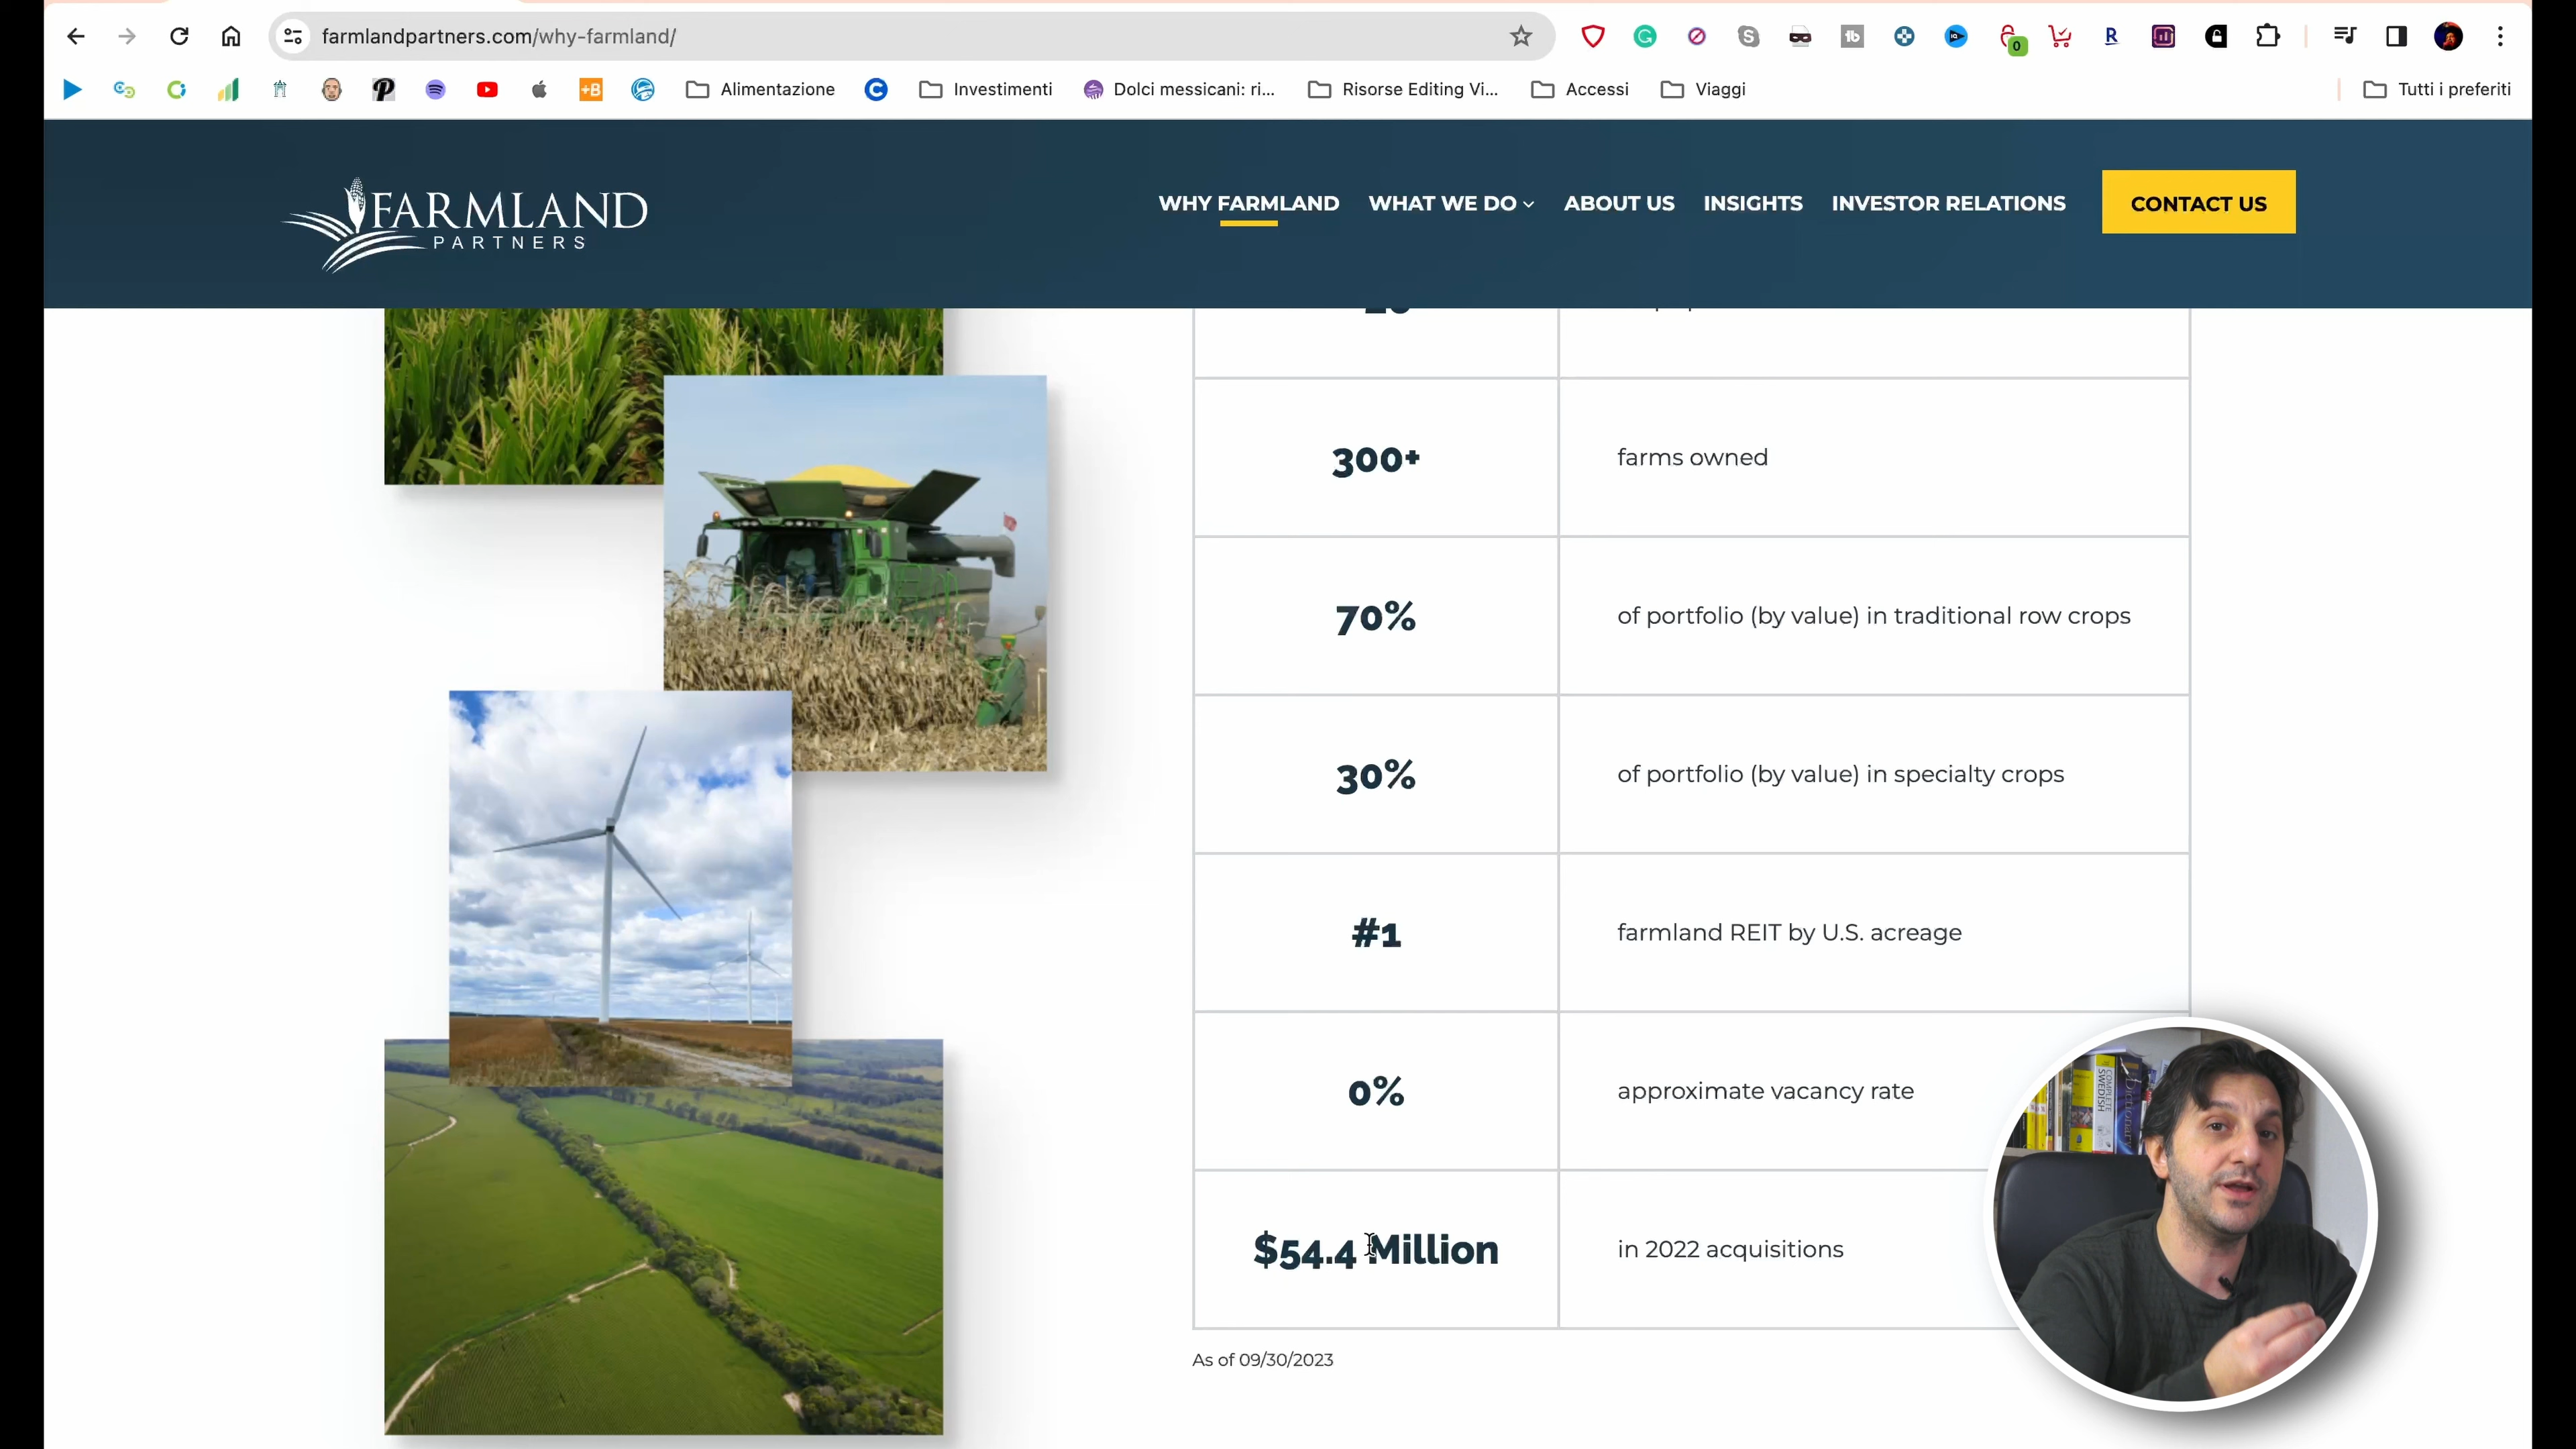 farmlandpartners.com/why-farmland/
Alimentazione
Investimenti
Dolci messicani: ri...
Risorse Editing Vi...
Accessi
Viaggi
Tutti i preferiti
FARMLAND
PARTNERS
WHY FARMLAND
WHAT WE DO
ABOUT US
INSIGHTS
INVESTOR RELATIONS
CONTACT US
300+ farms owned
70% of portfolio (by value) in traditional row crops
30% of portfolio (by value) in specialty crops
#1 farmland REIT by U.S. acreage
0% approximate vacancy rate
$54.4 Million in 2022 acquisitions
As of 09/30/2023
COMPLETE SWEDISH
Dictionary